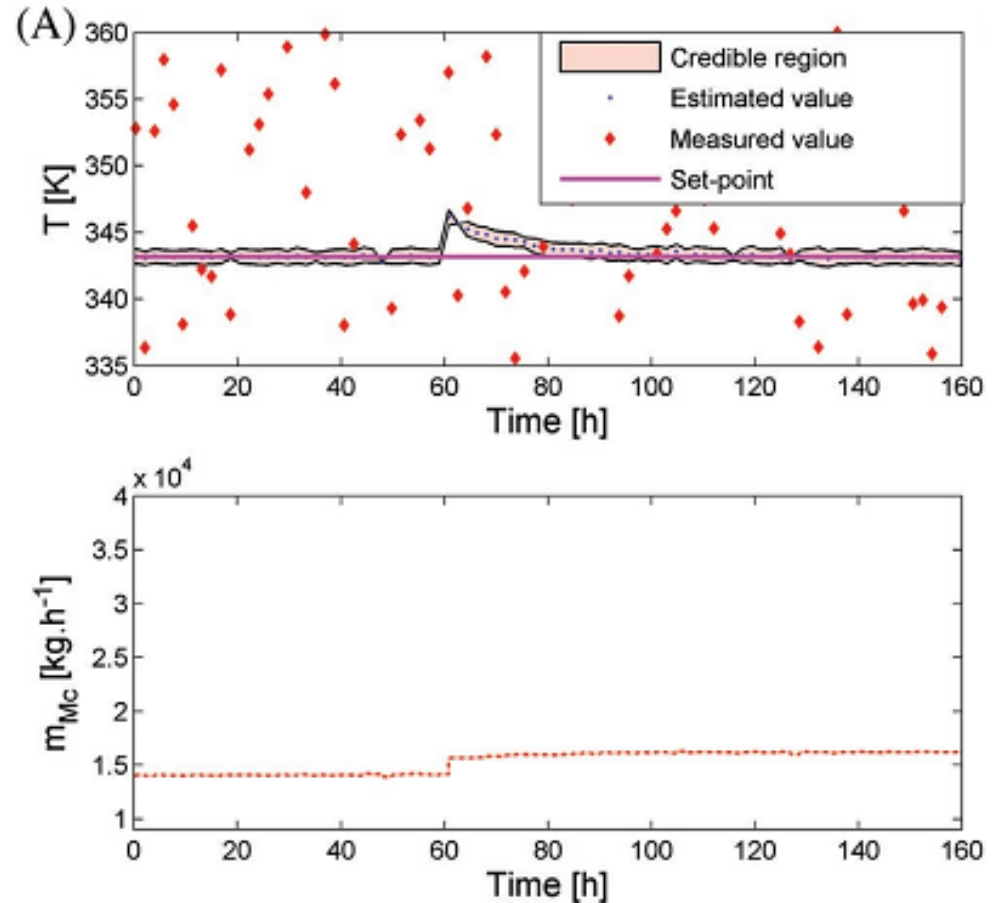 (A)
360
355
350
345
340
335
T [K]
Credible region
Estimated value
Measured value
Set-point
0 20 40 60 80 100 120 140 160
Time [h]
x 10⁴
4
3.5
3
2.5
2
1.5
1
m_Mc [kg.h⁻¹]
0 20 40 60 80 100 120 140 160
Time [h]